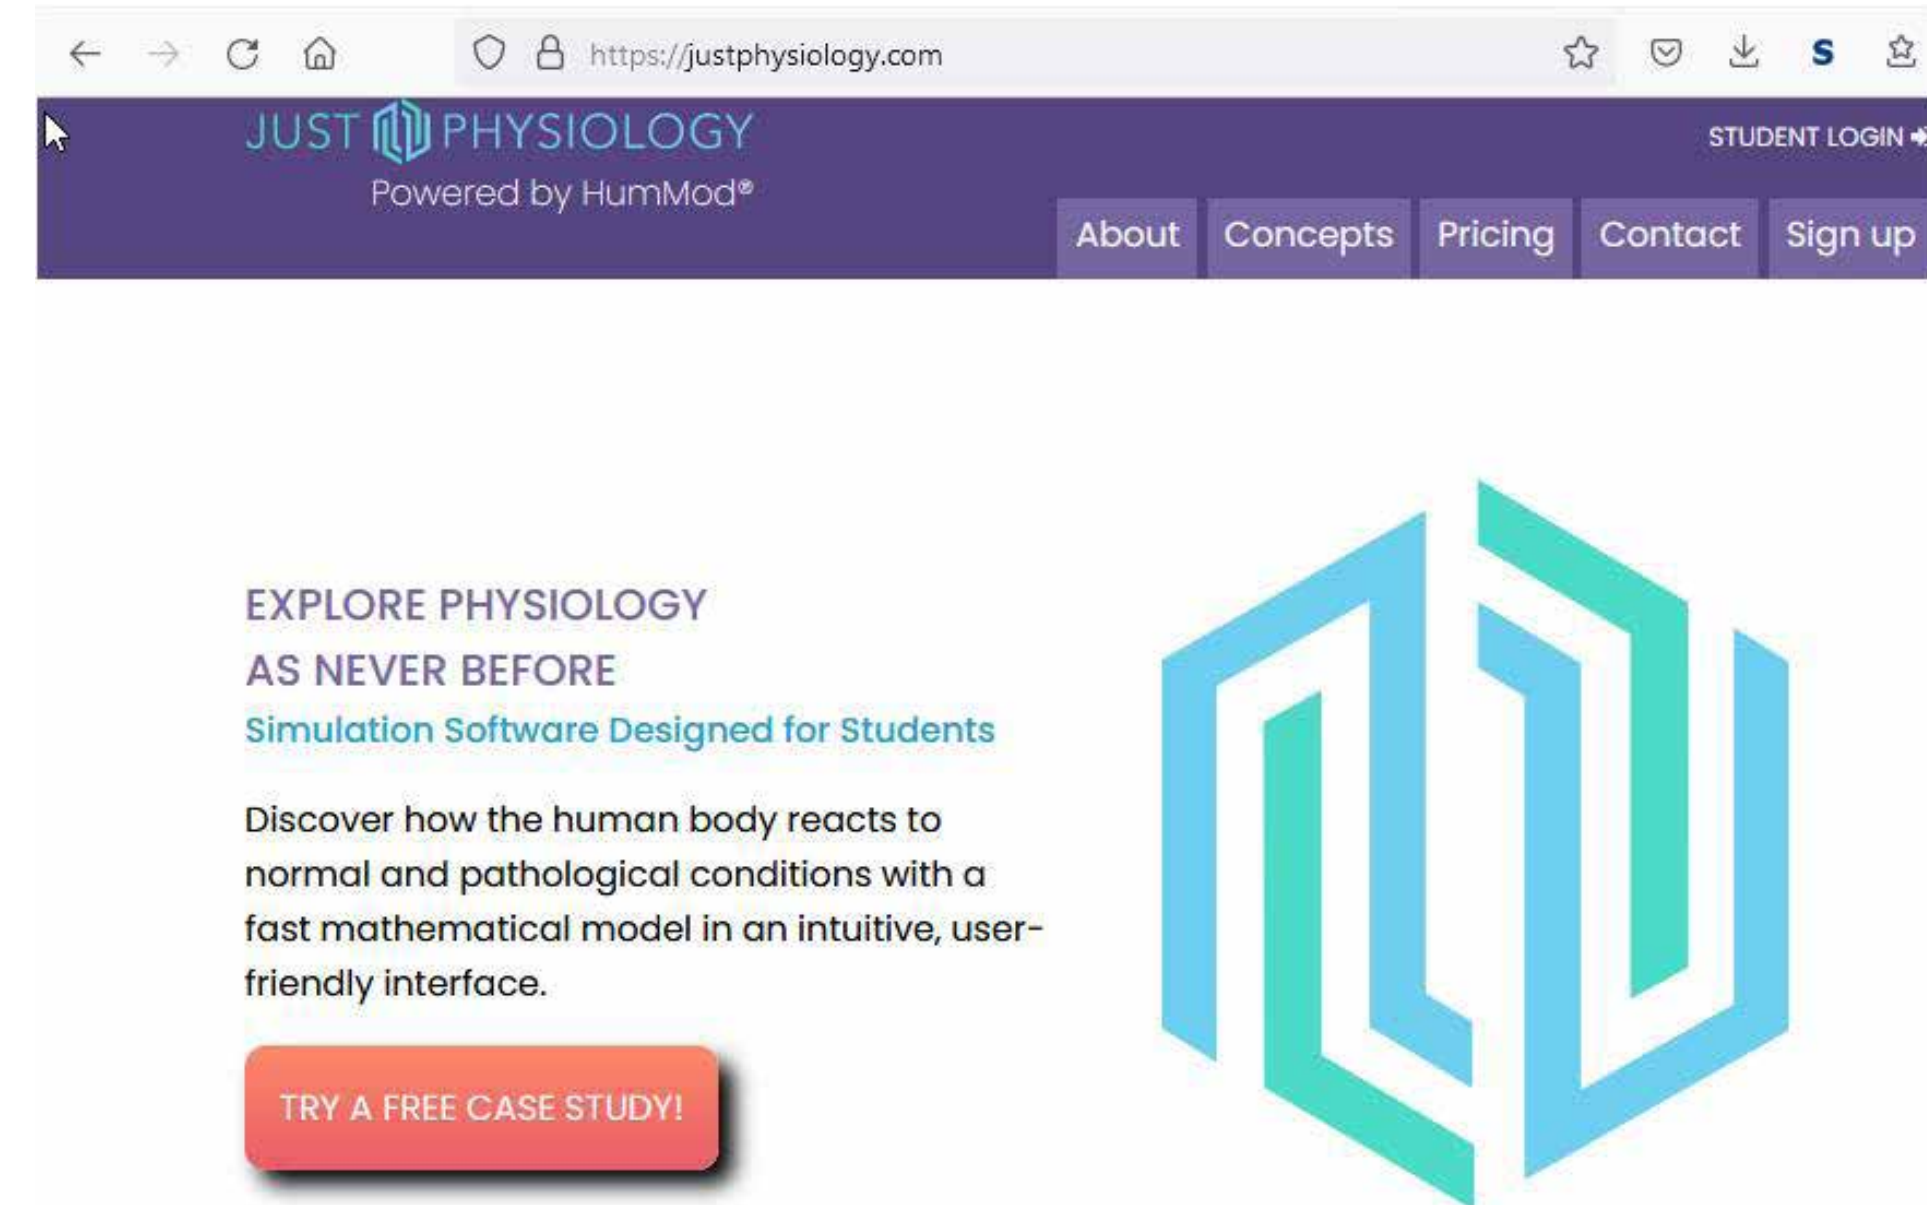 https://justphysiology.com
S
JUST PHYSIOLOGY
Powered by HumMod®
STUDENT LOGIN
About Concepts Pricing Contact Sign up
EXPLORE PHYSIOLOGY
AS NEVER BEFORE
Simulation Software Designed for Students
Discover how the human body reacts to
normal and pathological conditions with a
fast mathematical model in an intuitive, user-
friendly interface.
TRY A FREE CASE STUDY!